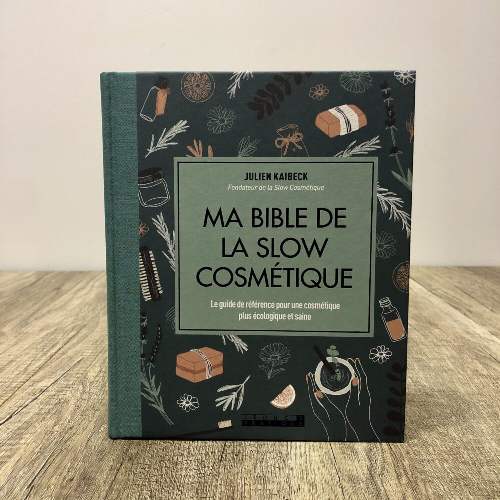 JULIEN KAIBECK
Fondateur de la Slow Cosmétique
MA BIBLE DE
LA SLOW
COSMÉTIQUE
Le guide de référence pour une cosmétique
plus écologique et saine